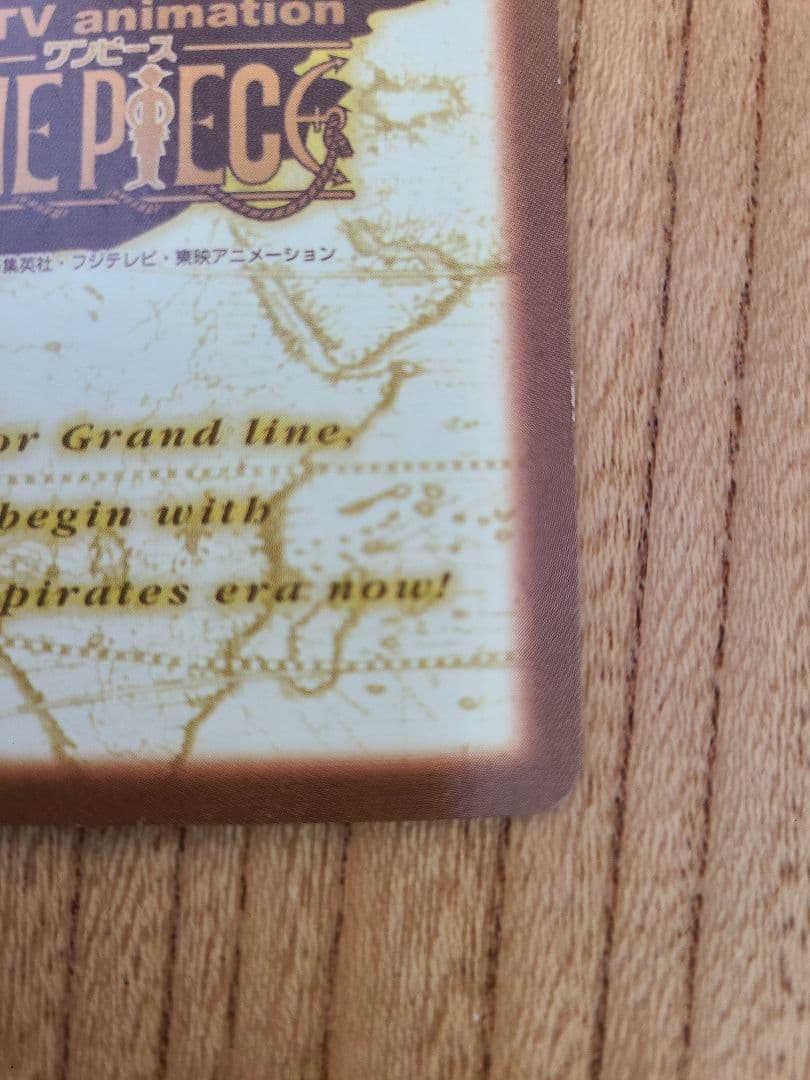 TV animation
ワンピース
NE PIECE
集英社・フジテレビ・東映アニメーション
or Grand line,
begin with
pirates era now!